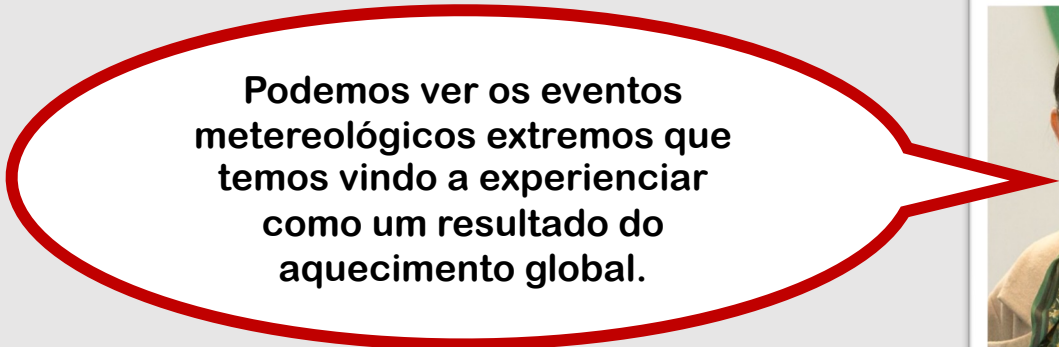 Podemos ver os eventos
metereológicos extremos que
temos vindo a experienciar
como um resultado do
aquecimento global.